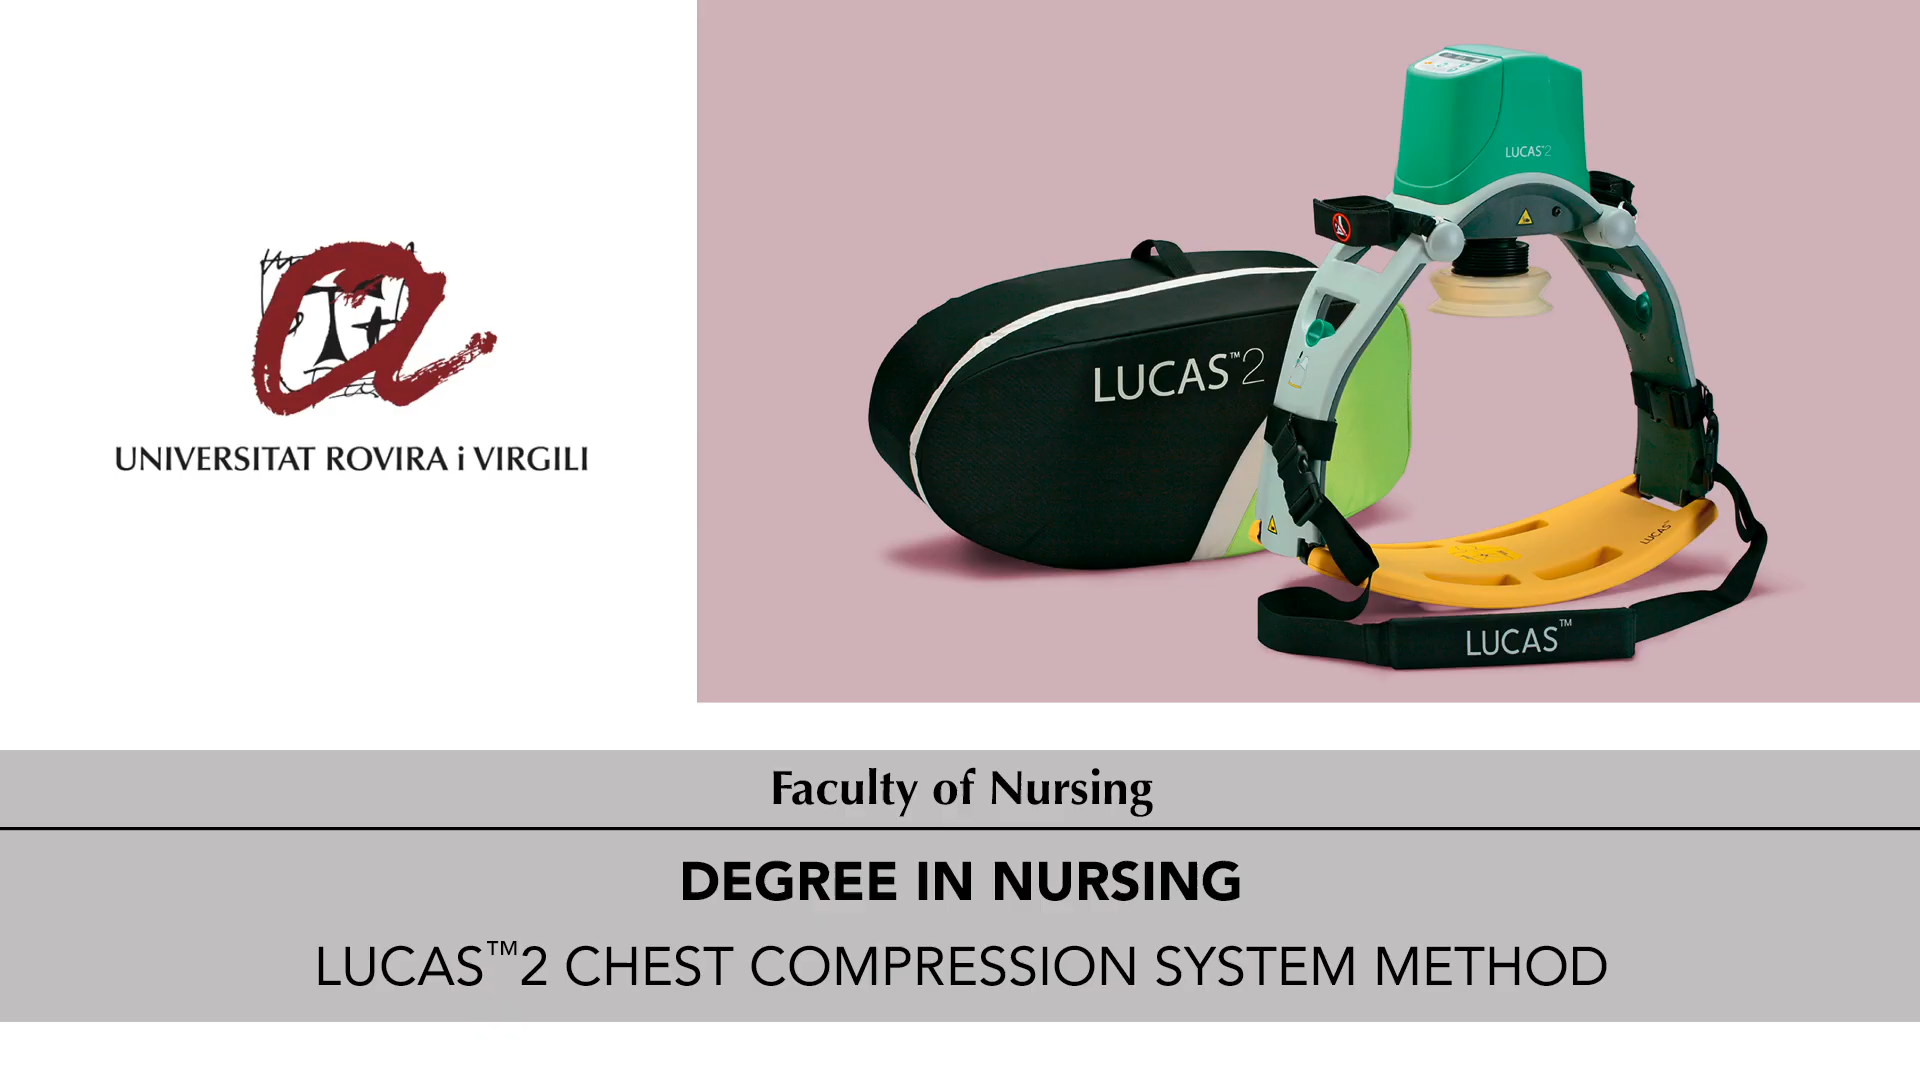 UNIVERSITAT ROVIRA i VIRGILI
LUCAS™2
LUCAS™2
LUCAS™
LUCAS™
Faculty of Nursing
DEGREE IN NURSING
LUCAS™2 CHEST COMPRESSION SYSTEM METHOD